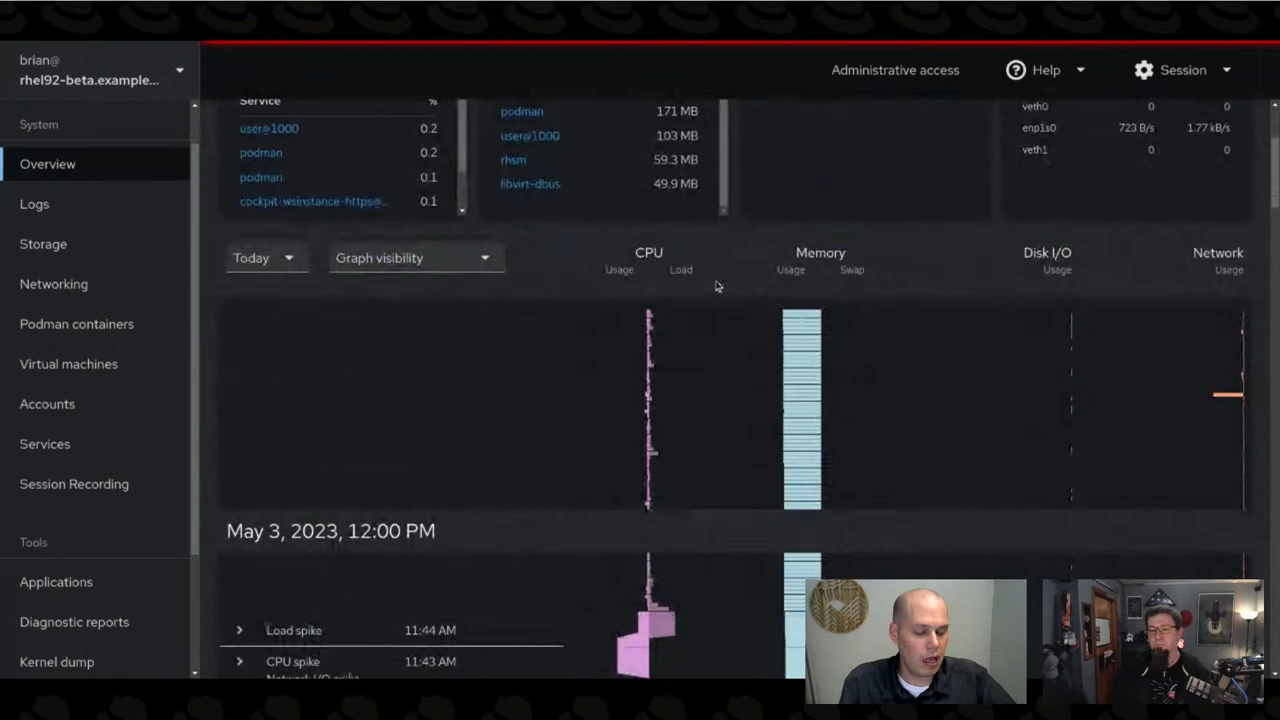 brian@
rhel92-beta.example...
Administrative access
Help
Session
System
Overview
Logs
Storage
Networking
Podman containers
Virtual machines
Accounts
Services
Session Recording
Tools
Applications
Diagnostic reports
Kernel dump
Service %
user@1000 0.2
podman 0.2
podman 0.1
cockpit-wsinstance-https@... 0.1
podman 171 MB
user@1000 103 MB
rhsm 59.3 MB
libvirt-dbus 49.9 MB
veth0 0 0
enp1s0 723 B/s 1.77 kB/s
veth1 0 0
Today
Graph visibility
CPU
Usage Load
Memory
Usage Swap
Disk I/O
Usage
Network
Usage
May 3, 2023, 12:00 PM
Load spike 11:44 AM
CPU spike 11:43 AM
Network I/O